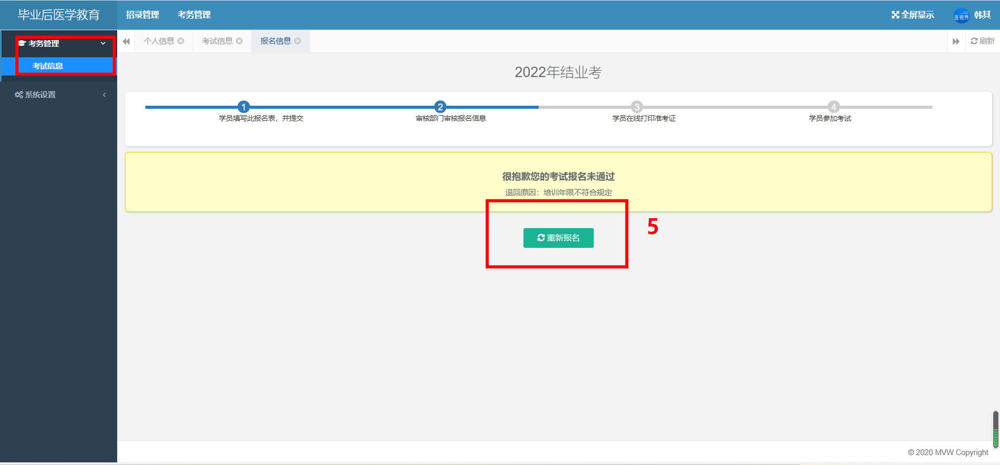 毕业后医学教育
招录管理
考务管理
全屏显示
医视界
韩其
考务管理
考试信息
系统设置
个人信息
考试信息
报名信息
刷新
2022年结业考
1
2
3
4
学员填写此报名表，并提交
审核部门审核报名信息
学员在线打印准考证
学员参加考试
很抱歉您的考试报名未通过
退回原因：培训年限不符合规定
重新报名
5
© 2020 MVW Copyright